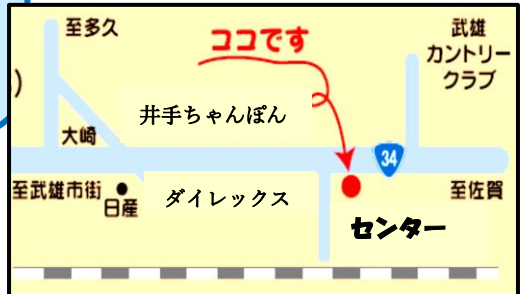 至多久
ココです
武雄
カントリー
クラブ
)
井手ちゃんぽん
大崎
34
至武雄市街
日産
ダイレックス
至佐賀
センター